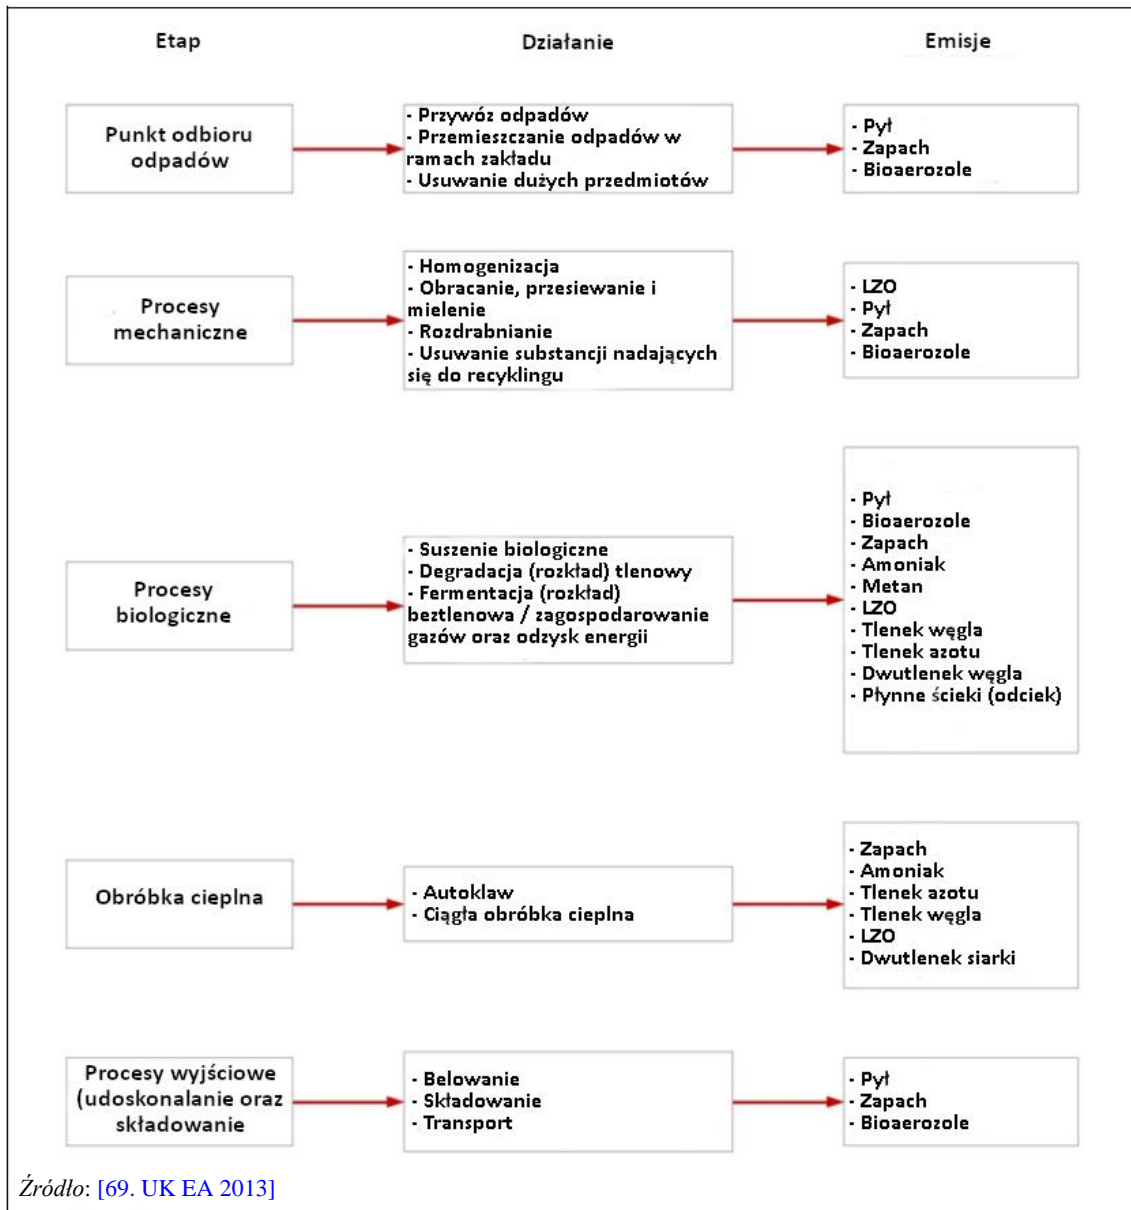 Etap
Działanie
Emisje
Punkt odbioru
odpadów
- Przywóz odpadów
- Przemieszczanie odpadów w
ramach zakładu
- Usuwanie dużych przedmiotów
- Pył
- Zapach
- Bioaerozole
Procesy
mechaniczne
- Homogenizacja
- Obracanie, przesiewanie i
mielenie
- Rozdrabnianie
- Usuwanie substancji nadających
się do recyklingu
- LZO
- Pył
- Zapach
- Bioaerozole
Procesy
biologiczne
- Suszenie biologiczne
- Degradacja (rozkład) tlenowy
- Fermentacja (rozkład)
beztlenowa / zagospodarowanie
gazów oraz odzysk energii
- Pył
- Bioaerozole
- Zapach
- Amoniak
- Metan
- LZO
- Tlenek węgla
- Tlenek azotu
- Dwutlenek węgla
- Płynne ścieki (odciek)
Obróbka cieplna
- Autoklaw
- Ciągła obróbka cieplna
- Zapach
- Amoniak
- Tlenek azotu
- Tlenek węgla
- LZO
- Dwutlenek siarki
Procesy wyjściowe
(udoskonalanie oraz
składowanie
- Belowanie
- Składowanie
- Transport
- Pył
- Zapach
- Bioaerozole
Źródło: [69. UK EA 2013]